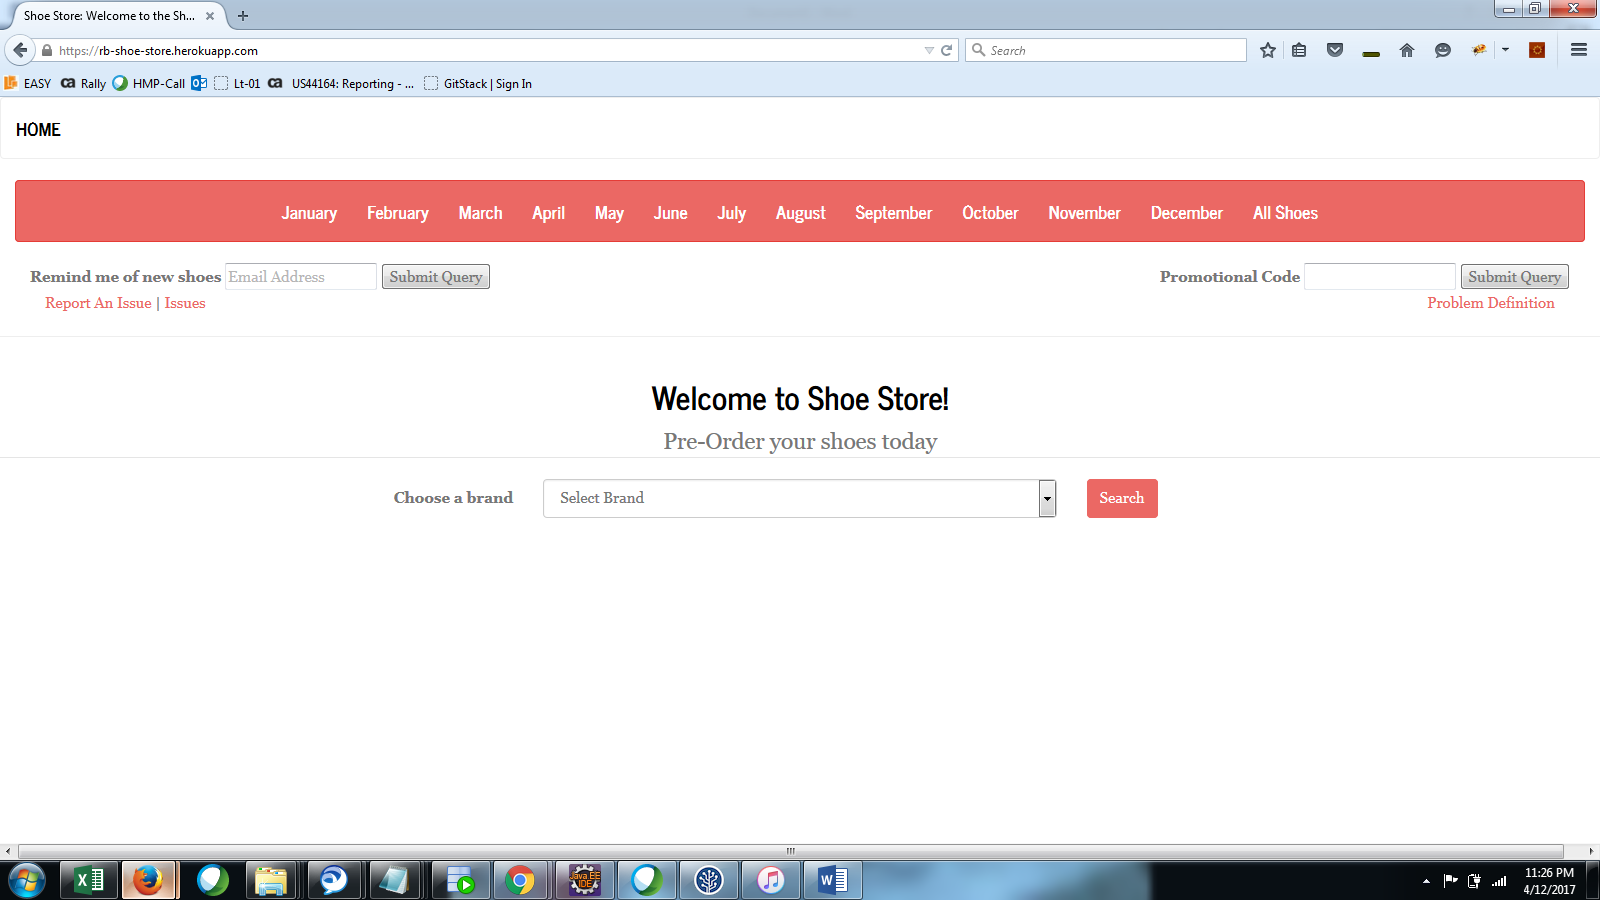 Shoe Store: Welcome to the Sh...
https://rb-shoe-store.herokuapp.com
Search
EASY Rally HMP-Call Lt-01 US44164: Reporting - ... GitStack | Sign In
HOME
January February March April May June July August September October November December All Shoes
Remind me of new shoes Email Address Submit Query Promotional Code Submit Query
Report An Issue | Issues Problem Definition
Welcome to Shoe Store!
Pre-Order your shoes today
Choose a brand Select Brand Search
Java EE
IDE
11:26 PM
4/12/2017